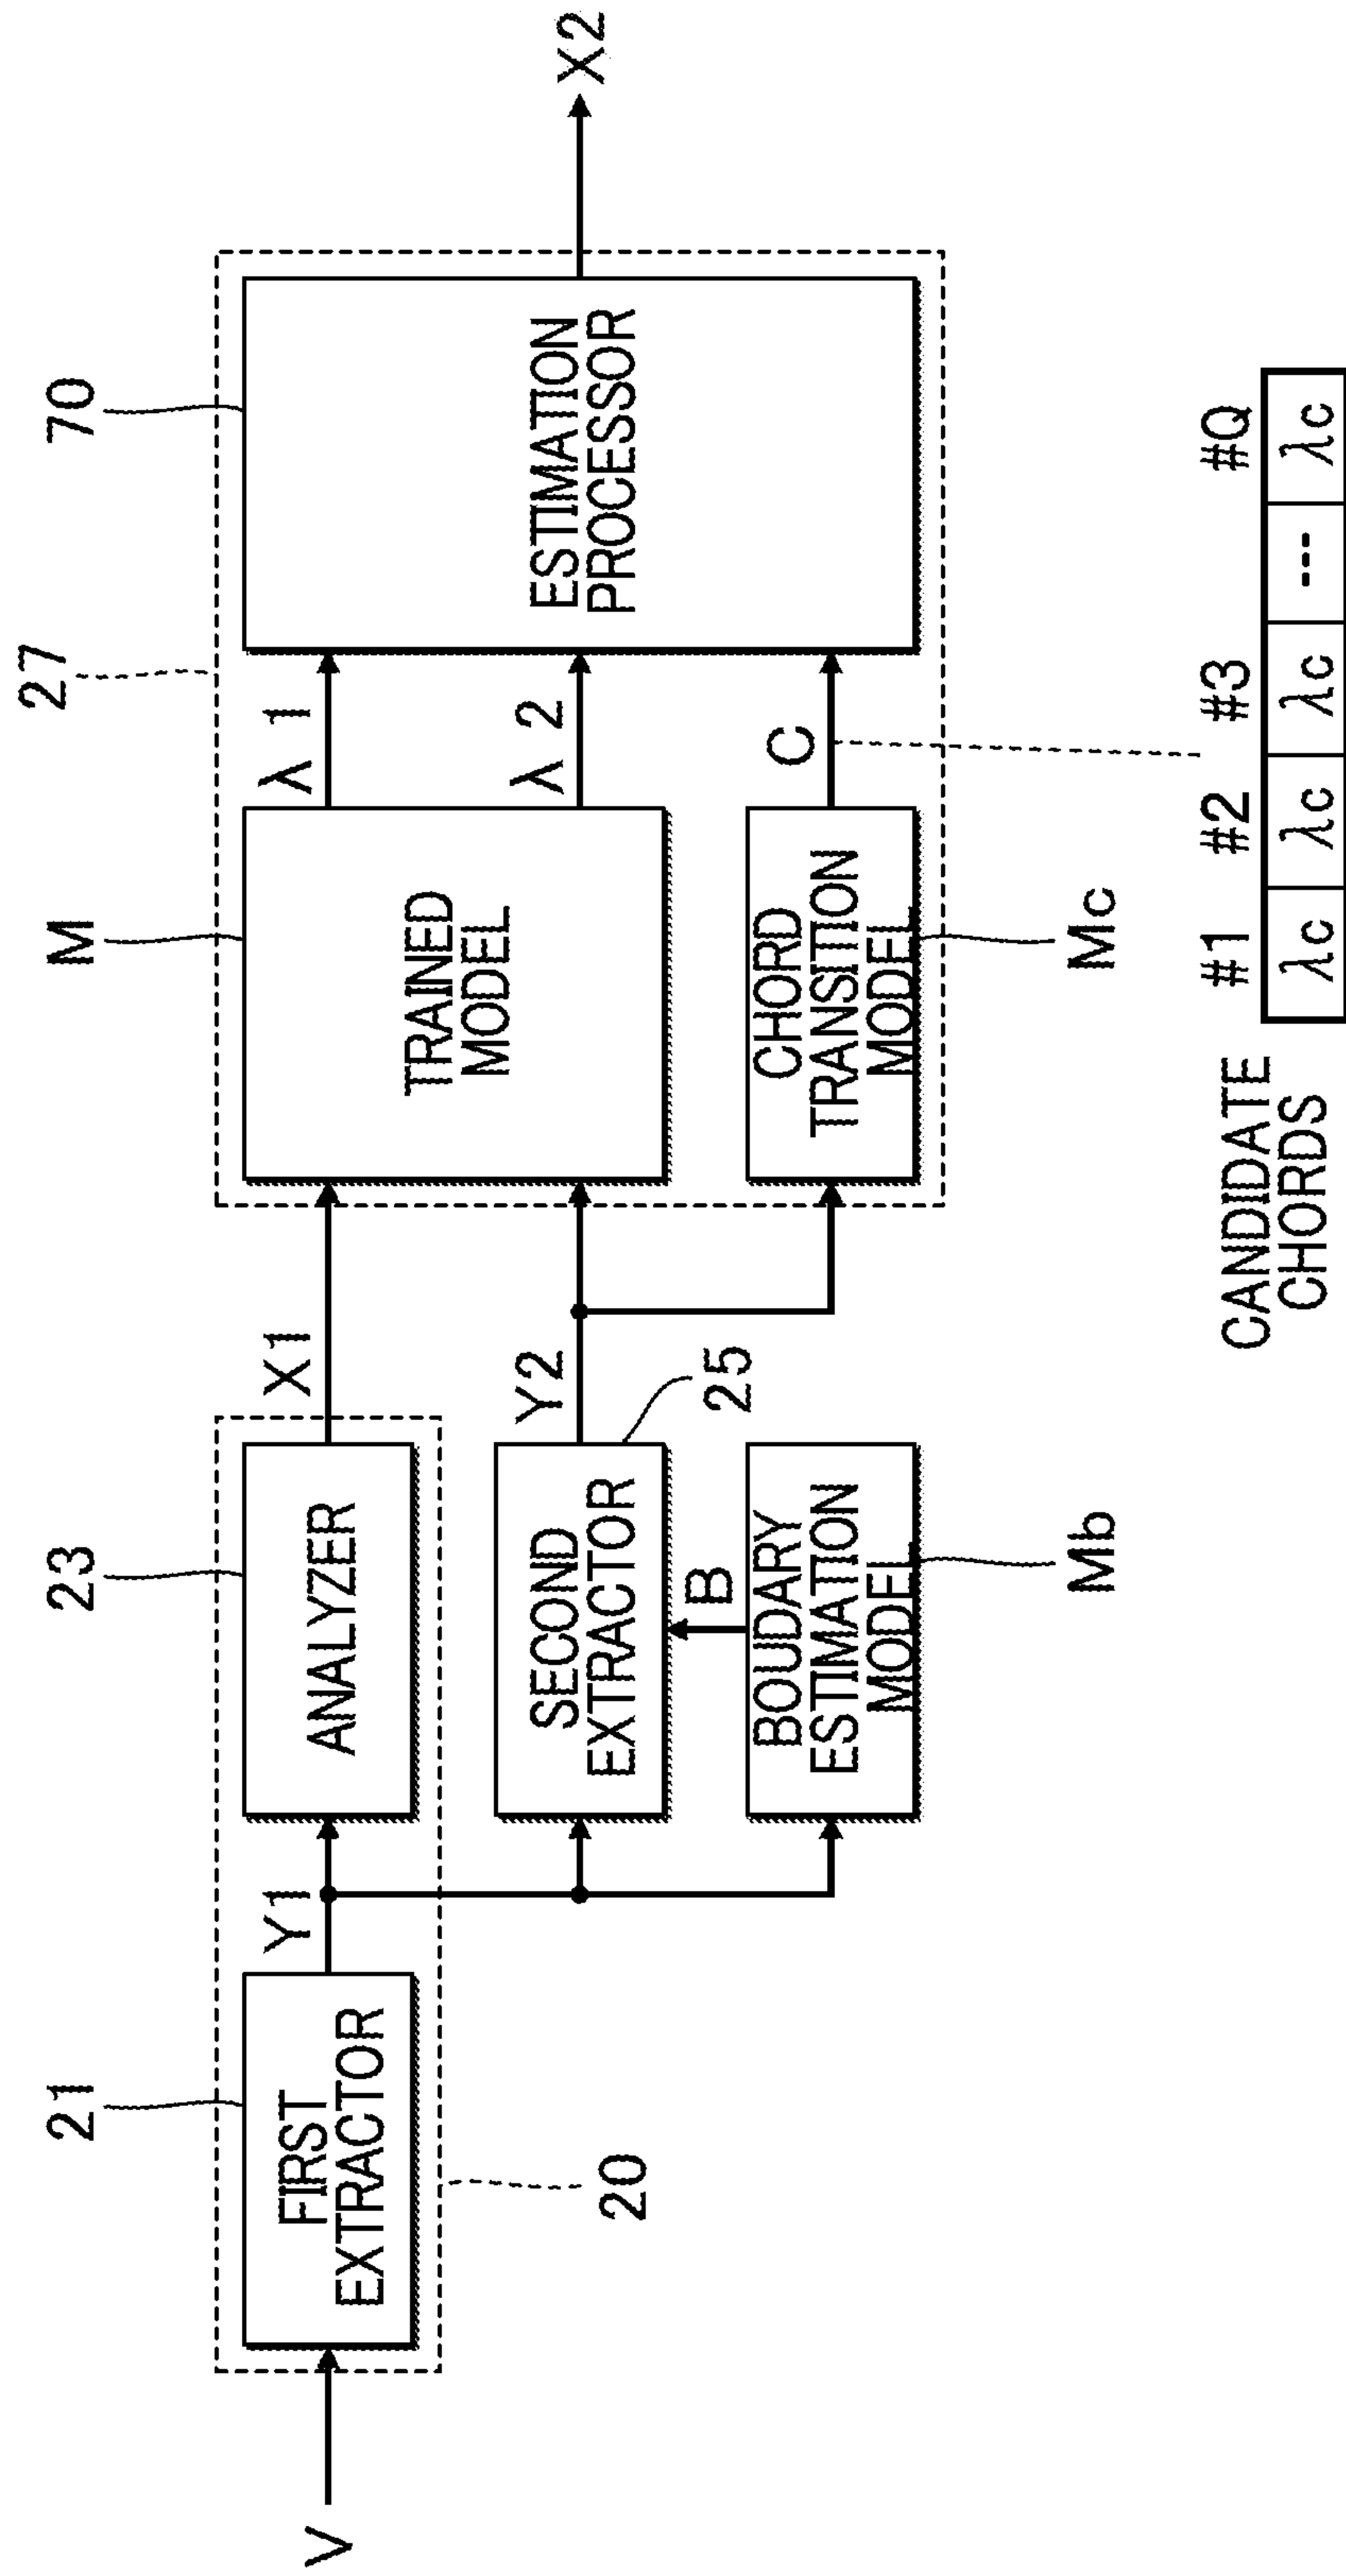 21
23
M
27
70
V
FIRST
EXTRACTOR
Y1
ANALYZER
X1
TRAINED
MODEL
λ 1
λ 2
ESTIMATION
PROCESSOR
X2
20
SECOND
EXTRACTOR
Y2
25
B
BOUDARY
ESTIMATION
MODEL
Mb
CHORD
TRANSITION
MODEL
Mc
C
CANDIDATE
CHORDS
#1 #2 #3 #Q
λc λc λc --- λc